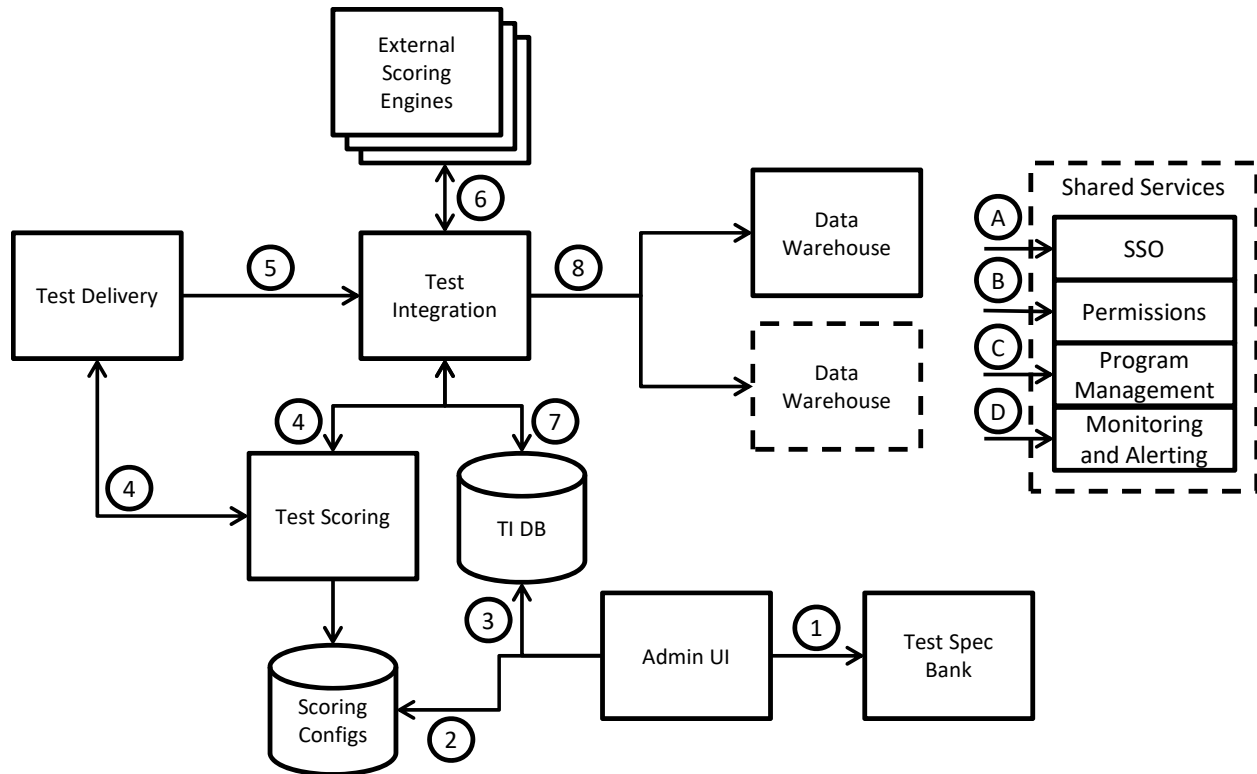 External
Scoring
Engines
6
Test Delivery
5
Test
Integration
8
Data
Warehouse
Data
Warehouse
Shared Services
A
SSO
B
Permissions
C
Program
Management
D
Monitoring
and Alerting
4
7
4
Test Scoring
TI DB
3
Admin UI
1
Test Spec
Bank
Scoring
Configs
2